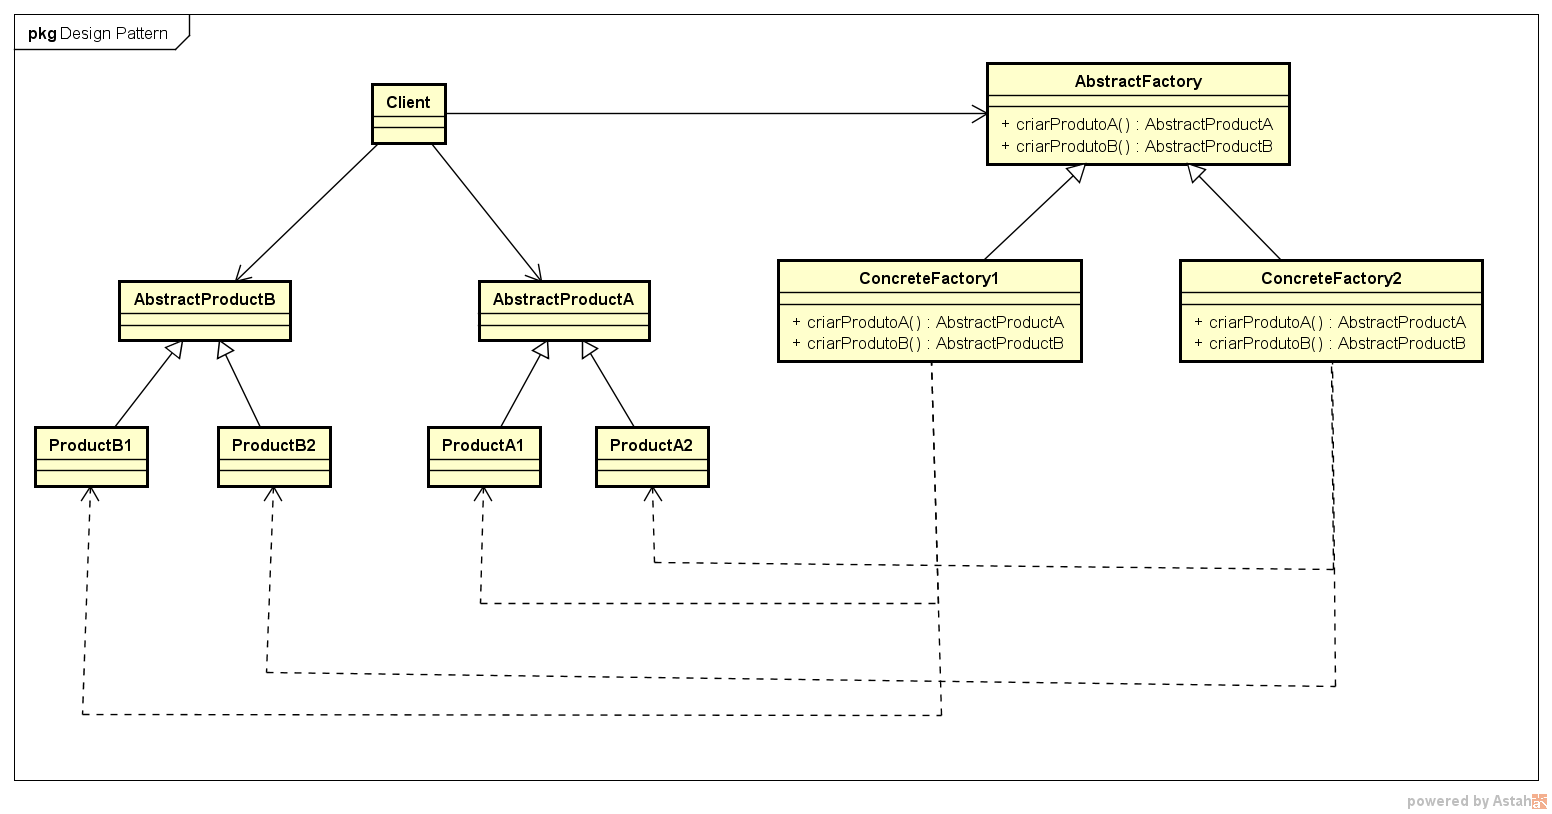 pkg Design Pattern
Client
AbstractFactory
+ criarProdutoA() : AbstractProductA
+ criarProdutoB() : AbstractProductB
AbstractProductB
AbstractProductA
ConcreteFactory1
+ criarProdutoA() : AbstractProductA
+ criarProdutoB() : AbstractProductB
ConcreteFactory2
+ criarProdutoA() : AbstractProductA
+ criarProdutoB() : AbstractProductB
ProductB1
ProductB2
ProductA1
ProductA2
powered by Astah